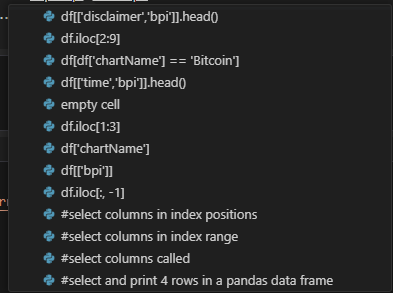 df[['disclaimer','bpi']].head()
df.iloc[2:9]
df[df['chartName'] == 'Bitcoin']
df[['time','bpi']].head()
empty cell
df.iloc[1:3]
df['chartName']
df[['bpi']]
df.iloc[:, -1]
#select columns in index positions
#select columns in index range
#select columns called
#select and print 4 rows in a pandas data frame